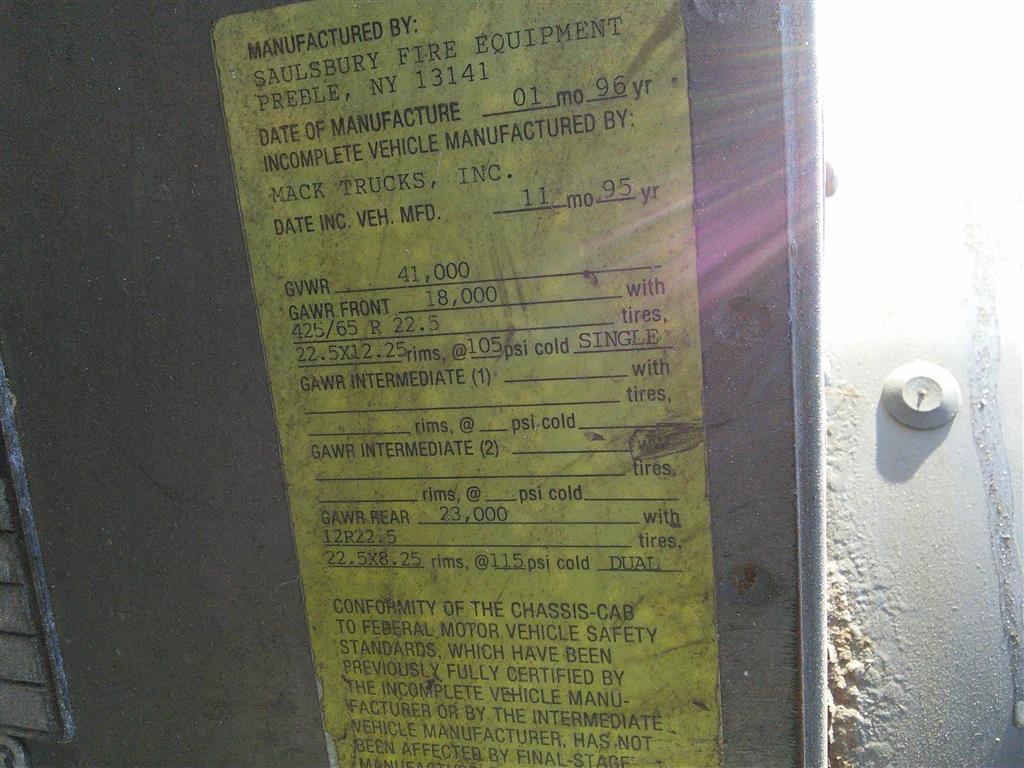 MANUFACTURED BY:
SAULSBURY FIRE EQUIPMENT
PREBLE, NY 13141
DATE OF MANUFACTURE 01 mo 96 yr
INCOMPLETE VEHICLE MANUFACTURED BY:
MACK TRUCKS, INC.
DATE INC. VEH. MFD. 11 mo 95 yr
GVWR 41,000
GAWR FRONT 18,000 with
425/65 R 22.5 tires,
22.5X12.25 rims, @ 105 psi cold SINGLE
GAWR INTERMEDIATE (1) with
tires,
rims, @ psi cold
GAWR INTERMEDIATE (2) with
tires,
rims, @ psi cold
GAWR REAR 23,000 with
12R22.5 tires,
22.5X8.25 rims, @ 115 psi cold DUAL
CONFORMITY OF THE CHASSIS-CAB
TO FEDERAL MOTOR VEHICLE SAFETY
STANDARDS, WHICH HAVE BEEN
PREVIOUSLY FULLY CERTIFIED BY
THE INCOMPLETE VEHICLE MANU-
FACTURER OR BY THE INTERMEDIATE
VEHICLE MANUFACTURER, HAS NOT
BEEN AFFECTED BY FINAL-STAGE